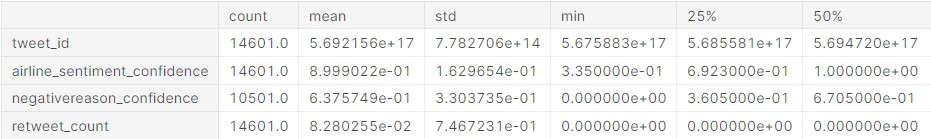 count mean std min 25% 50%
tweet_id 14601.0 5.692156e+17 7.782706e+14 5.675883e+17 5.685581e+17 5.694720e+17
airline_sentiment_confidence 14601.0 8.999022e-01 1.629654e-01 3.350000e-01 6.923000e-01 1.000000e+00
negativereason_confidence 10501.0 6.375749e-01 3.303735e-01 0.000000e+00 3.605000e-01 6.705000e-01
retweet_count 14601.0 8.280255e-02 7.467231e-01 0.000000e+00 0.000000e+00 0.000000e+00